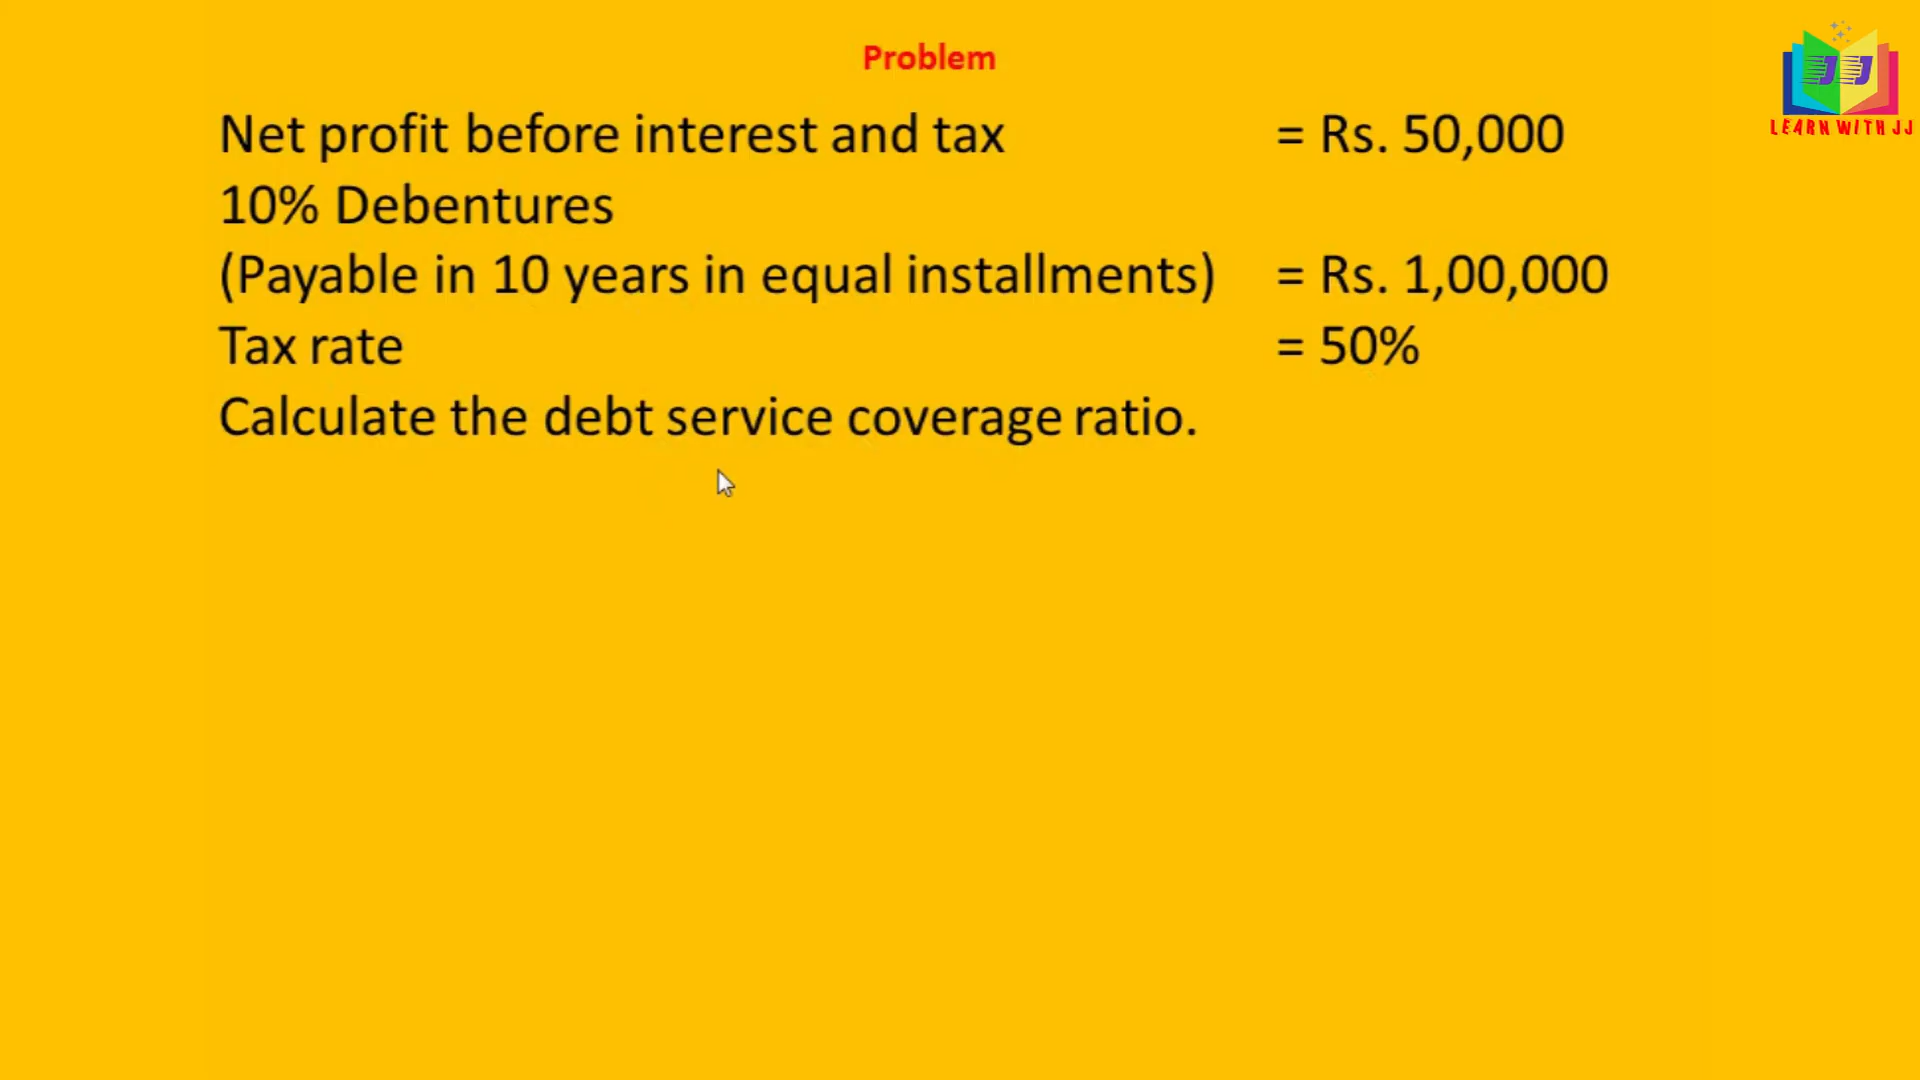 Problem
Net profit before interest and tax = Rs. 50,000
10% Debentures
(Payable in 10 years in equal installments) = Rs. 1,00,000
Tax rate = 50%
Calculate the debt service coverage ratio.
JJ
LEARN WITH JJ